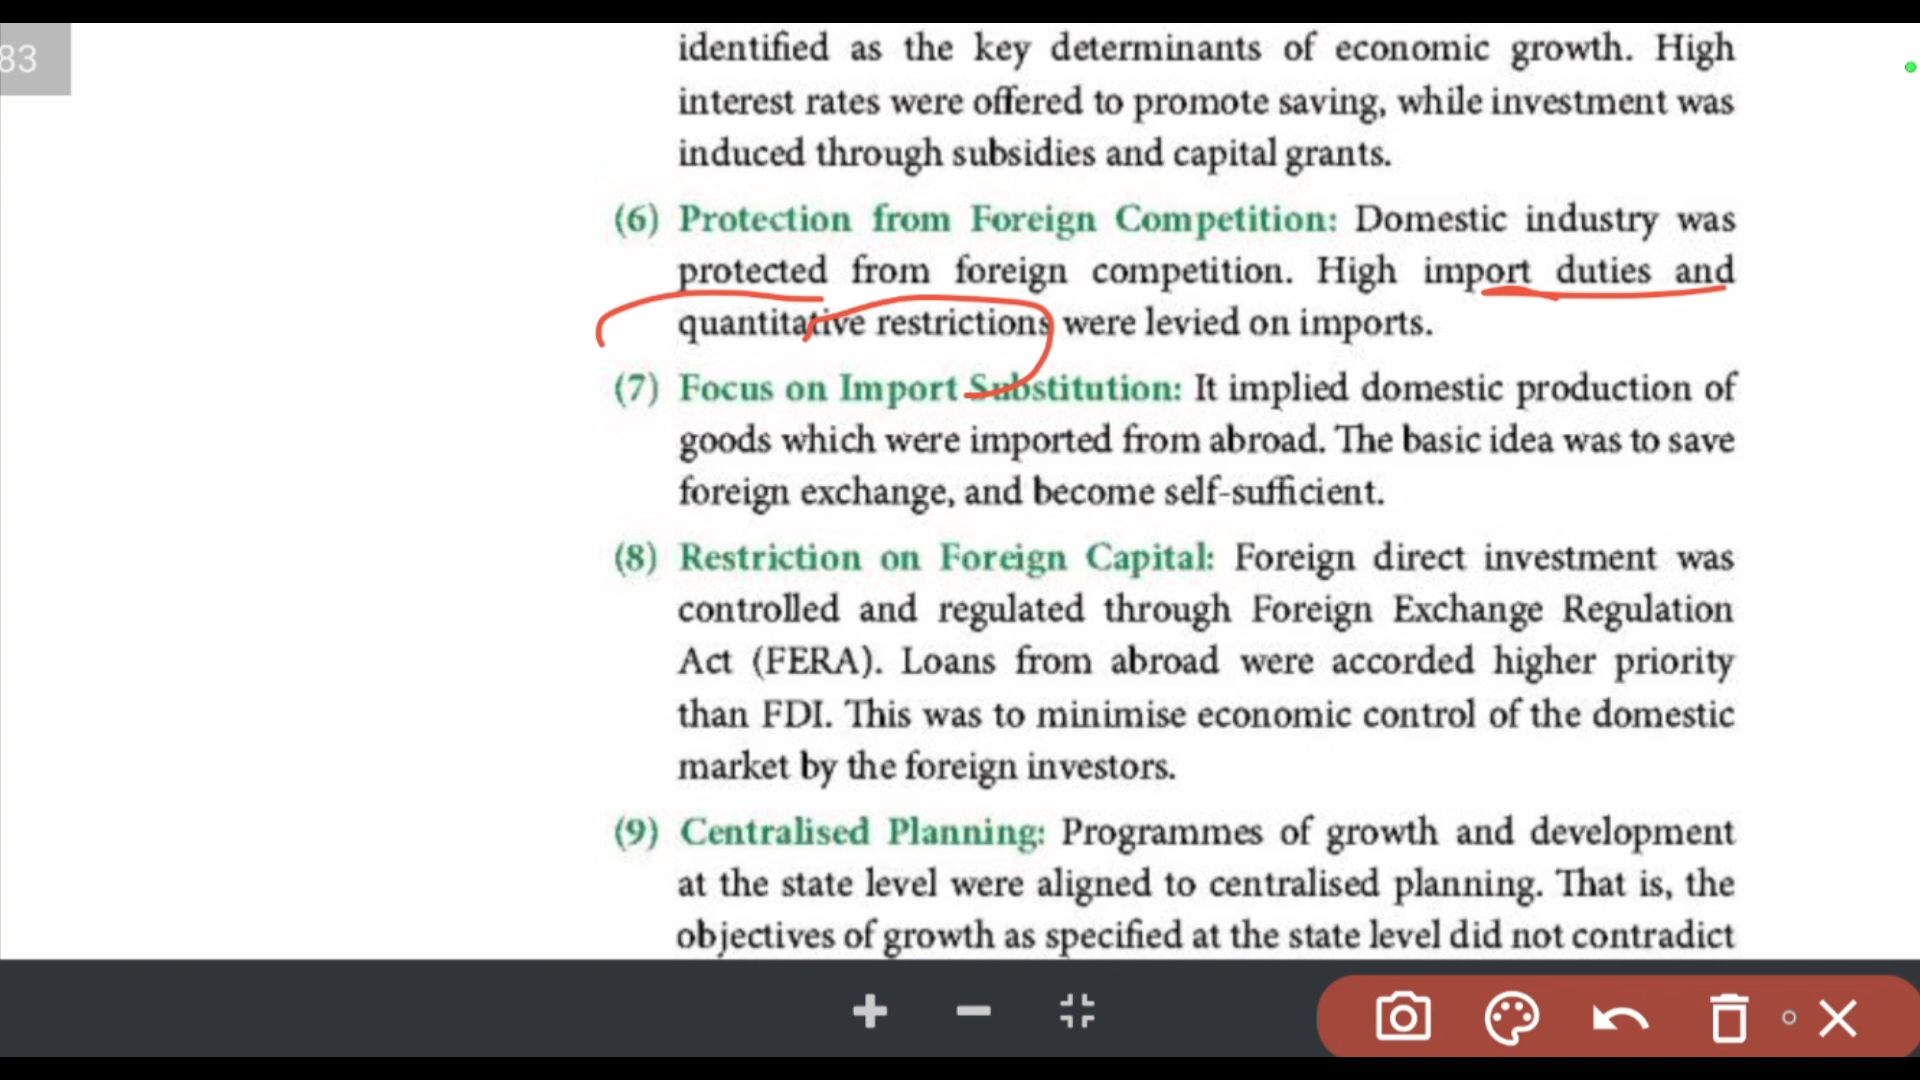 83
identified as the key determinants of economic growth. High
interest rates were offered to promote saving, while investment was
induced through subsidies and capital grants.
(6) Protection from Foreign Competition: Domestic industry was
protected from foreign competition. High import duties and
quantitative restrictions were levied on imports.
(7) Focus on Import Substitution: It implied domestic production of
goods which were imported from abroad. The basic idea was to save
foreign exchange, and become self-sufficient.
(8) Restriction on Foreign Capital: Foreign direct investment was
controlled and regulated through Foreign Exchange Regulation
Act (FERA). Loans from abroad were accorded higher priority
than FDI. This was to minimise economic control of the domestic
market by the foreign investors.
(9) Centralised Planning: Programmes of growth and development
at the state level were aligned to centralised planning. That is, the
objectives of growth as specified at the state level did not contradict